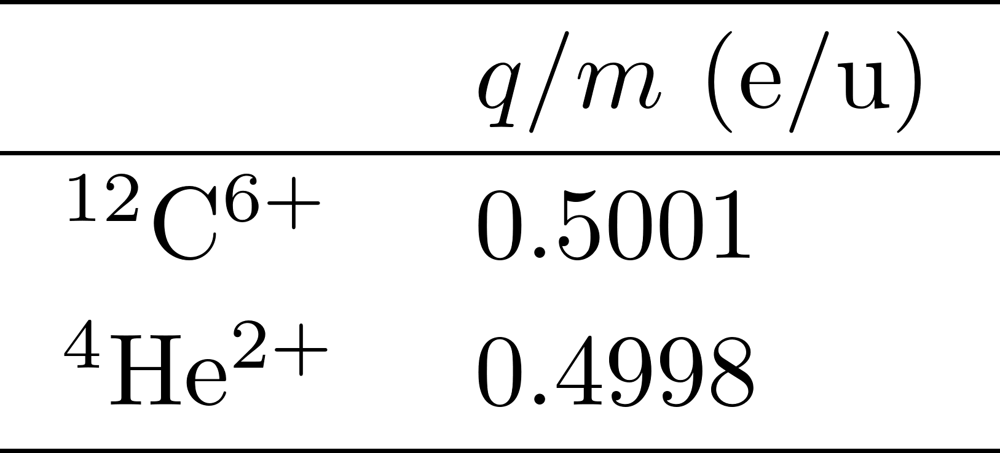 q/m (e/u)
¹²C⁶⁺ 0.5001
⁴He²⁺ 0.4998